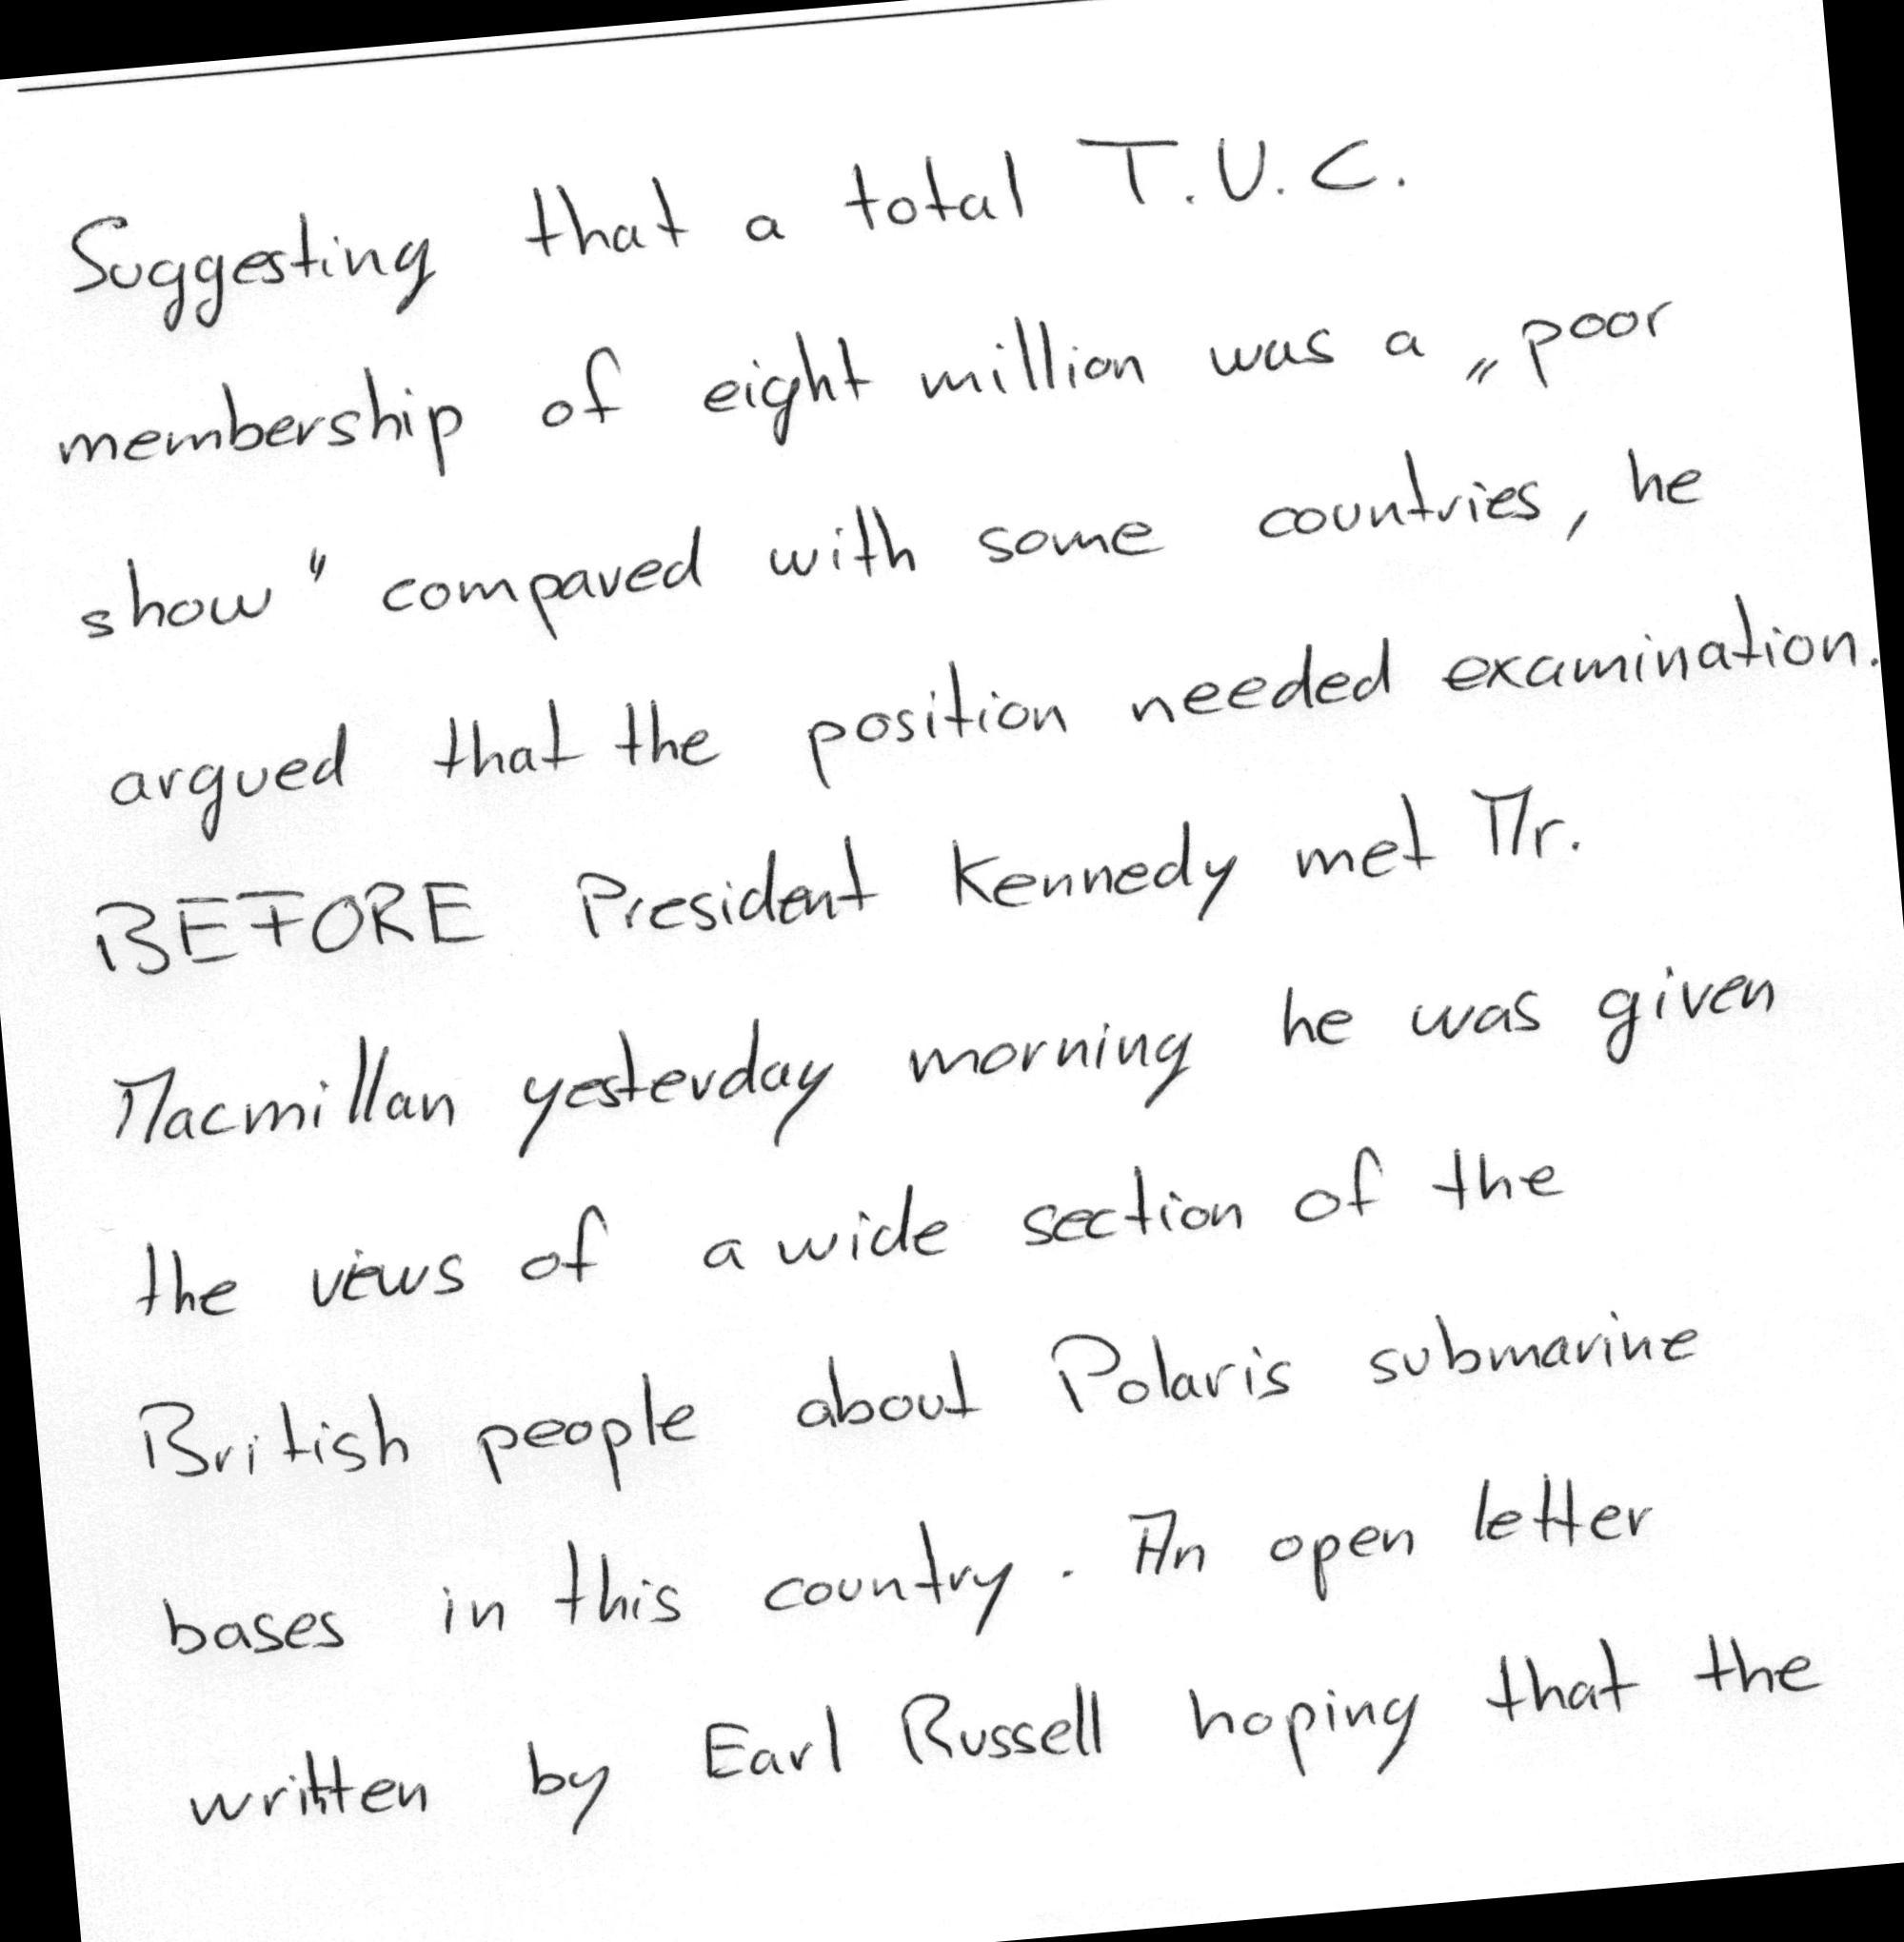 Suggesting that a total T.U.C.
membership of eight million was a „poor
show" compared with some countries, he
argued that the position needed examination.
BEFORE President Kennedy met Mr.
Macmillan yesterday morning he was given
the views of a wide section of the
British people about Polaris submarine
bases in this country. An open letter
written by Earl Russell hoping that the